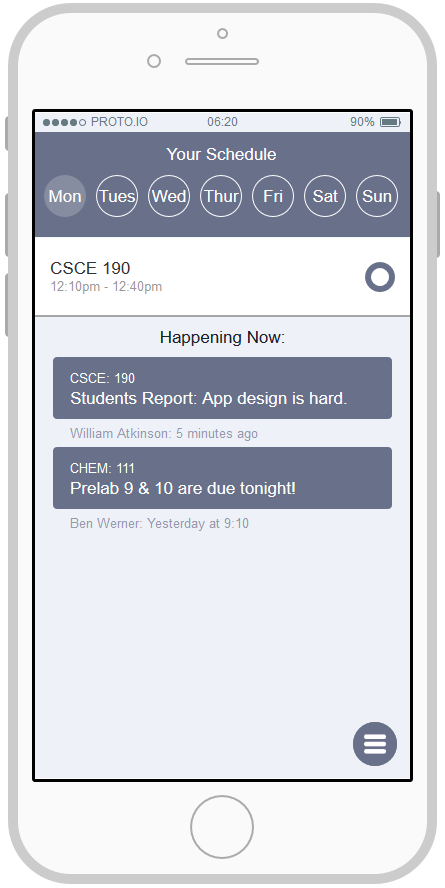 PROTO.IO 06:20 90%
Your Schedule
Mon Tues Wed Thur Fri Sat Sun
CSCE 190
12:10pm - 12:40pm
Happening Now:
CSCE: 190
Students Report: App design is hard.
William Atkinson: 5 minutes ago
CHEM: 111
Prelab 9 & 10 are due tonight!
Ben Werner: Yesterday at 9:10